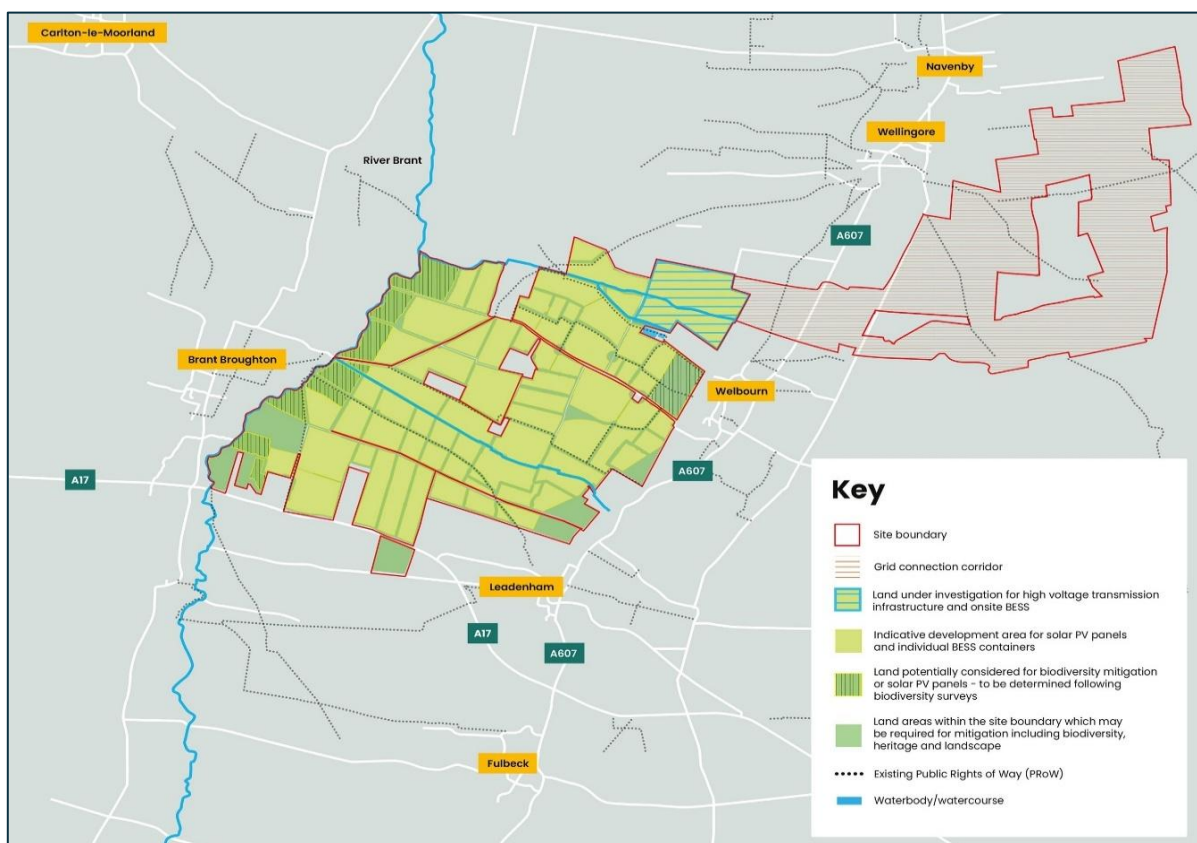 Carlton-le-Moorland
Navenby
Wellingore
River Brant
A607
Brant Broughton
Welbourn
A607
A17
Leadenham
A17
A607
Fulbeck
Key
Site boundary
Grid connection corridor
Land under investigation for high voltage transmission
infrastructure and onsite BESS
Indicative development area for solar PV panels
and individual BESS containers
Land potentially considered for biodiversity mitigation
or solar PV panels - to be determined following
biodiversity surveys
Land areas within the site boundary which may
be required for mitigation including biodiversity,
heritage and landscape
Existing Public Rights of Way (PRoW)
Waterbody/watercourse